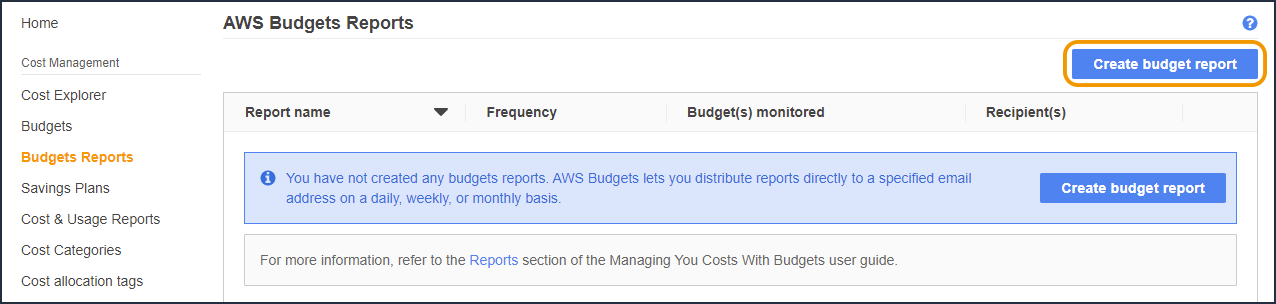 Home
AWS Budgets Reports
?
Cost Management
Create budget report
Cost Explorer
Report name
Frequency
Budget(s) monitored
Recipient(s)
Budgets
Budgets Reports
Savings Plans
You have not created any budgets reports. AWS Budgets lets you distribute reports directly to a specified email
address on a daily, weekly, or monthly basis.
Create budget report
Cost & Usage Reports
Cost Categories
For more information, refer to the Reports section of the Managing You Costs With Budgets user guide.
Cost allocation tags